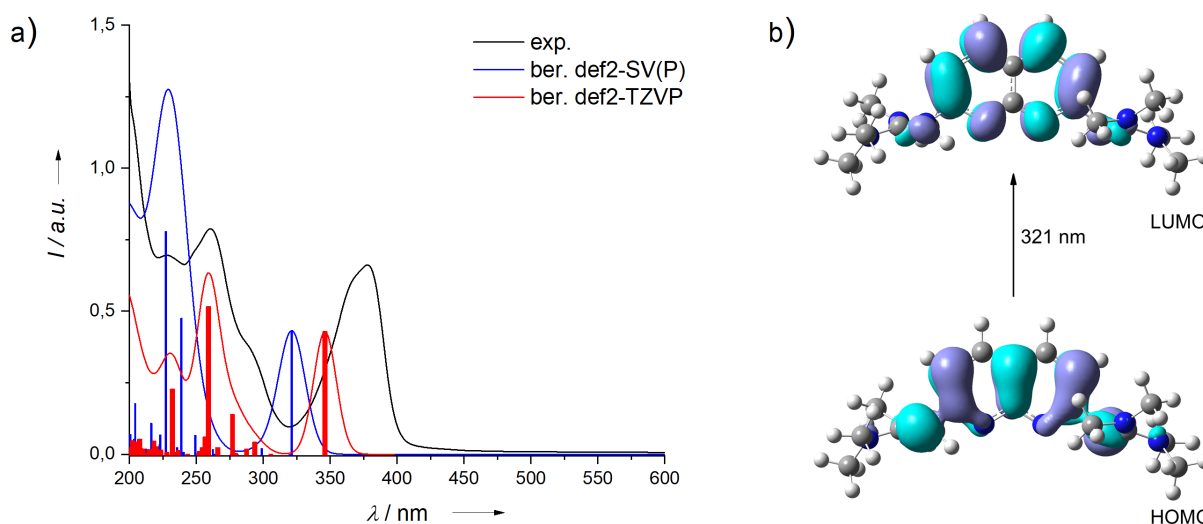 a)
1,5
1,0
0,5
0,0
I / a.u.
200 250 300 350 400 450 500 550 600
λ / nm
exp.
ber. def2-SV(P)
ber. def2-TZVP
b)
LUMO
321 nm
HOMO